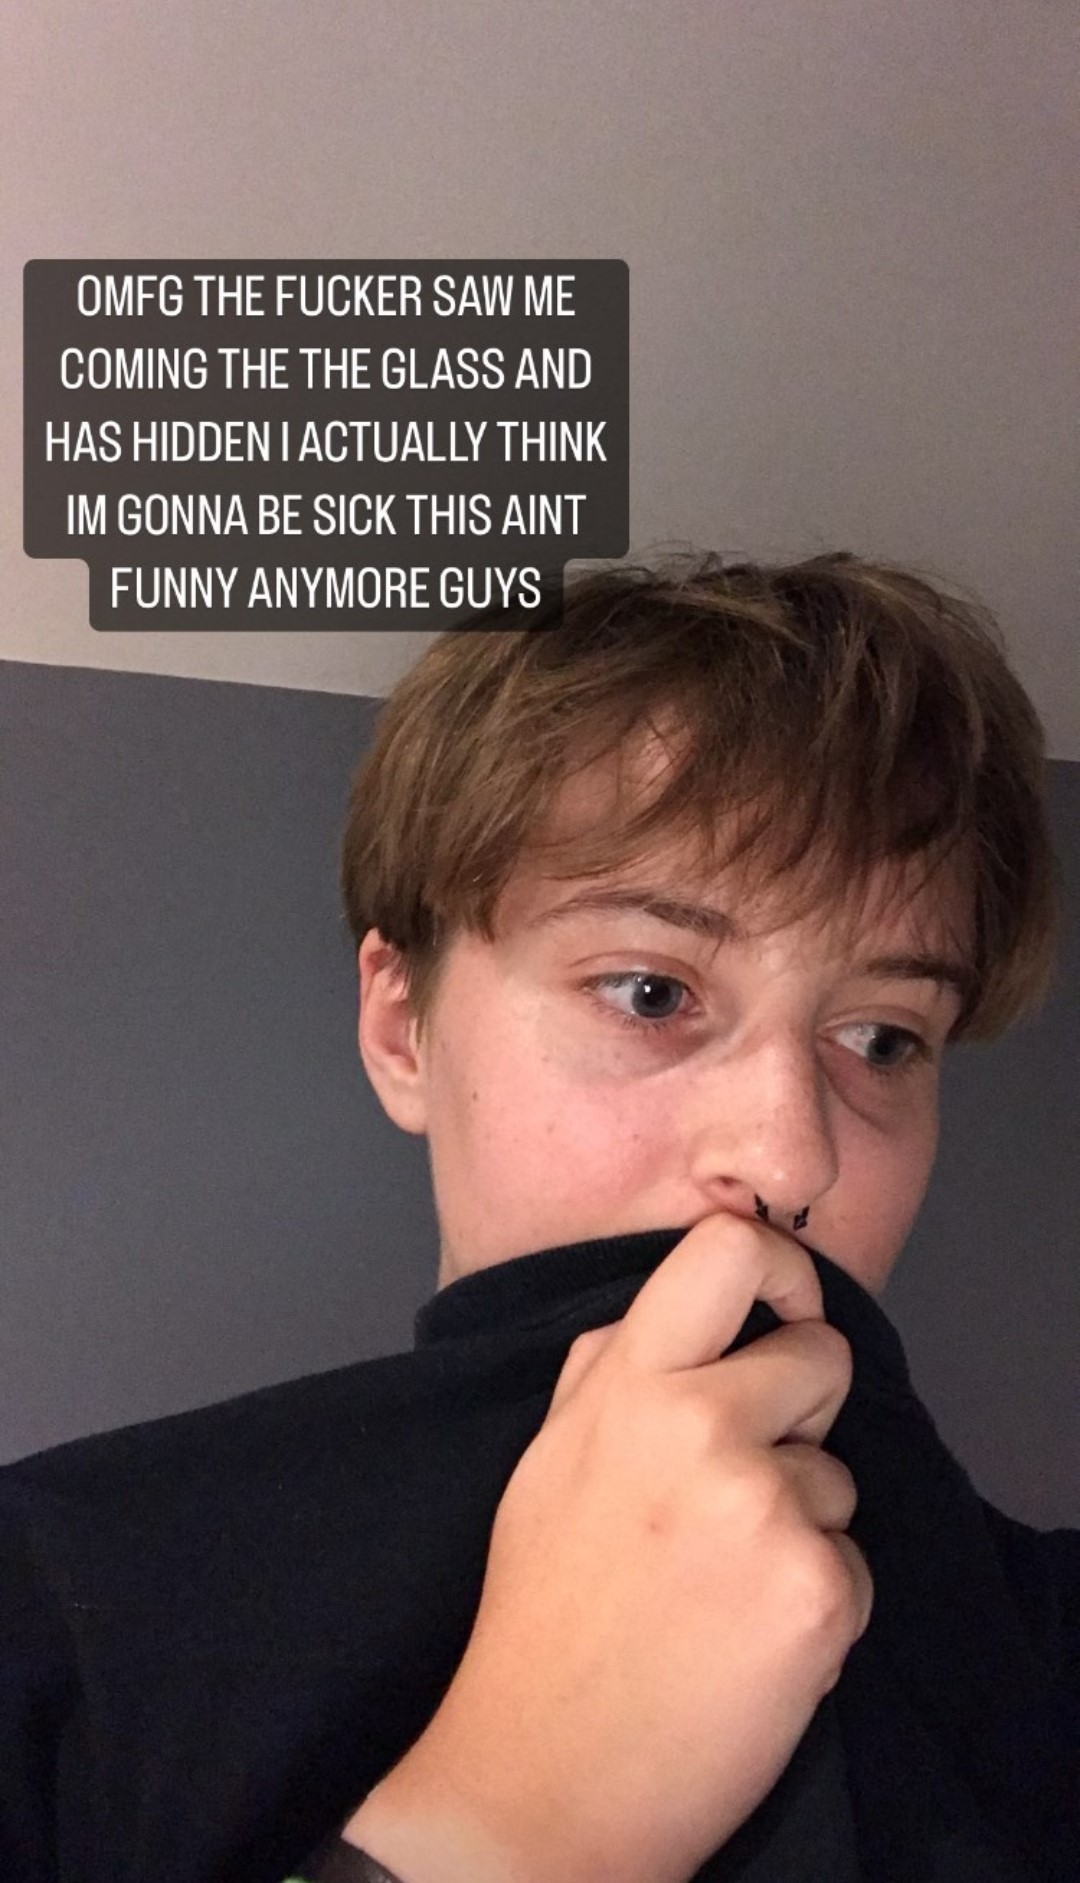 OMFG THE FUCKER SAW ME
COMING THE THE GLASS AND
HAS HIDDEN I ACTUALLY THINK
IM GONNA BE SICK THIS AINT
FUNNY ANYMORE GUYS